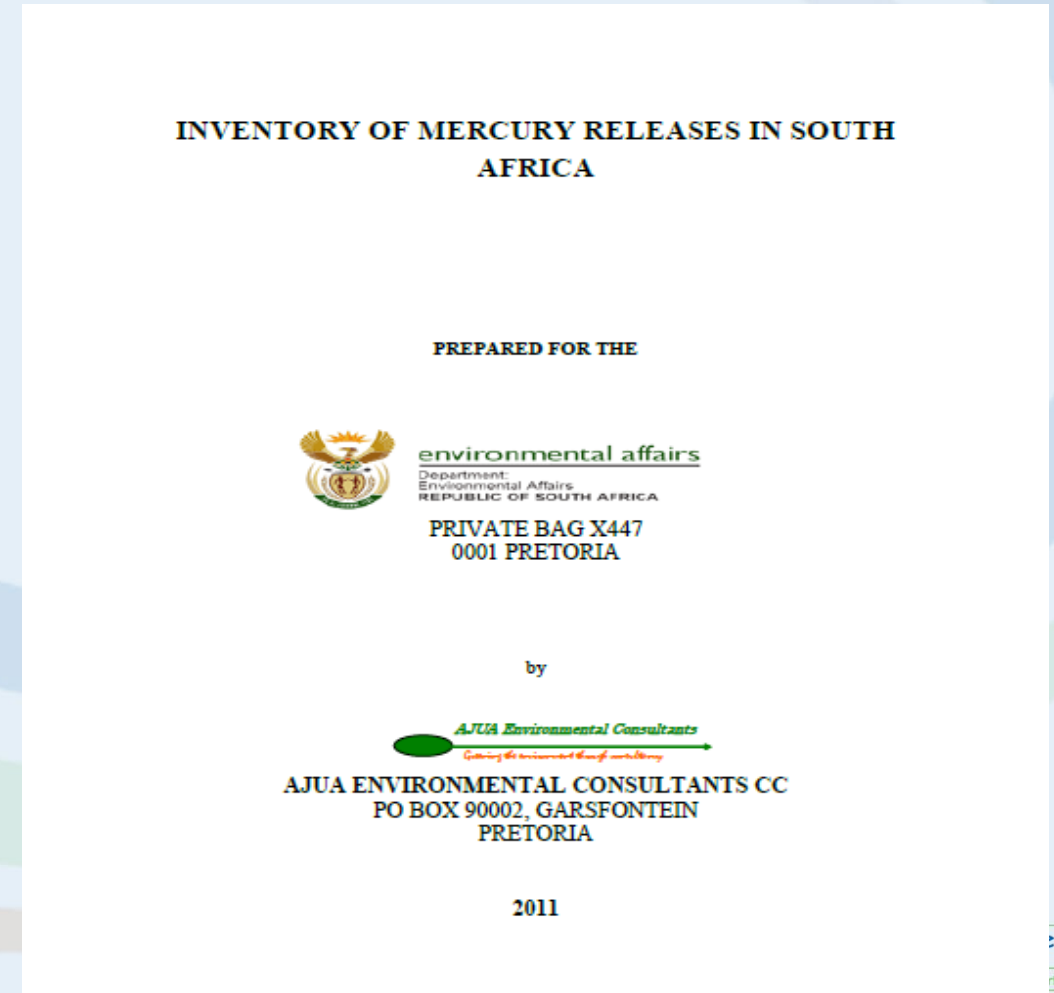 INVENTORY OF MERCURY RELEASES IN SOUTH
AFRICA
PREPARED FOR THE
environmental affairs
Department:
Environmental Affairs
REPUBLIC OF SOUTH AFRICA
PRIVATE BAG X447
0001 PRETORIA
by
AJUA Environmental Consultants
AJUA ENVIRONMENTAL CONSULTANTS CC
PO BOX 90002, GARSFONTEIN
PRETORIA
2011